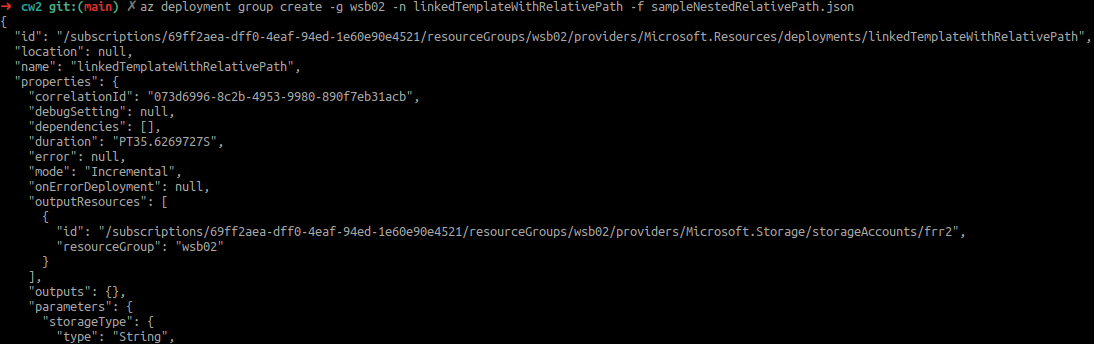 ➜ cw2 git:(main) ✗ az deployment group create -g wsb02 -n linkedTemplateWithRelativePath -f sampleNestedRelativePath.json
{
  "id": "/subscriptions/69ff2aea-dff0-4eaf-94ed-1e60e90e4521/resourceGroups/wsb02/providers/Microsoft.Resources/deployments/linkedTemplateWithRelativePath",
  "location": null,
  "name": "linkedTemplateWithRelativePath",
  "properties": {
    "correlationId": "073d6996-8c2b-4953-9980-890f7eb31acb",
    "debugSetting": null,
    "dependencies": [],
    "duration": "PT35.6269727S",
    "error": null,
    "mode": "Incremental",
    "onErrorDeployment": null,
    "outputResources": [
      {
        "id": "/subscriptions/69ff2aea-dff0-4eaf-94ed-1e60e90e4521/resourceGroups/wsb02/providers/Microsoft.Storage/storageAccounts/frr2",
        "resourceGroup": "wsb02"
      }
    ],
    "outputs": {},
    "parameters": {
      "storageType": {
        "type": "String",